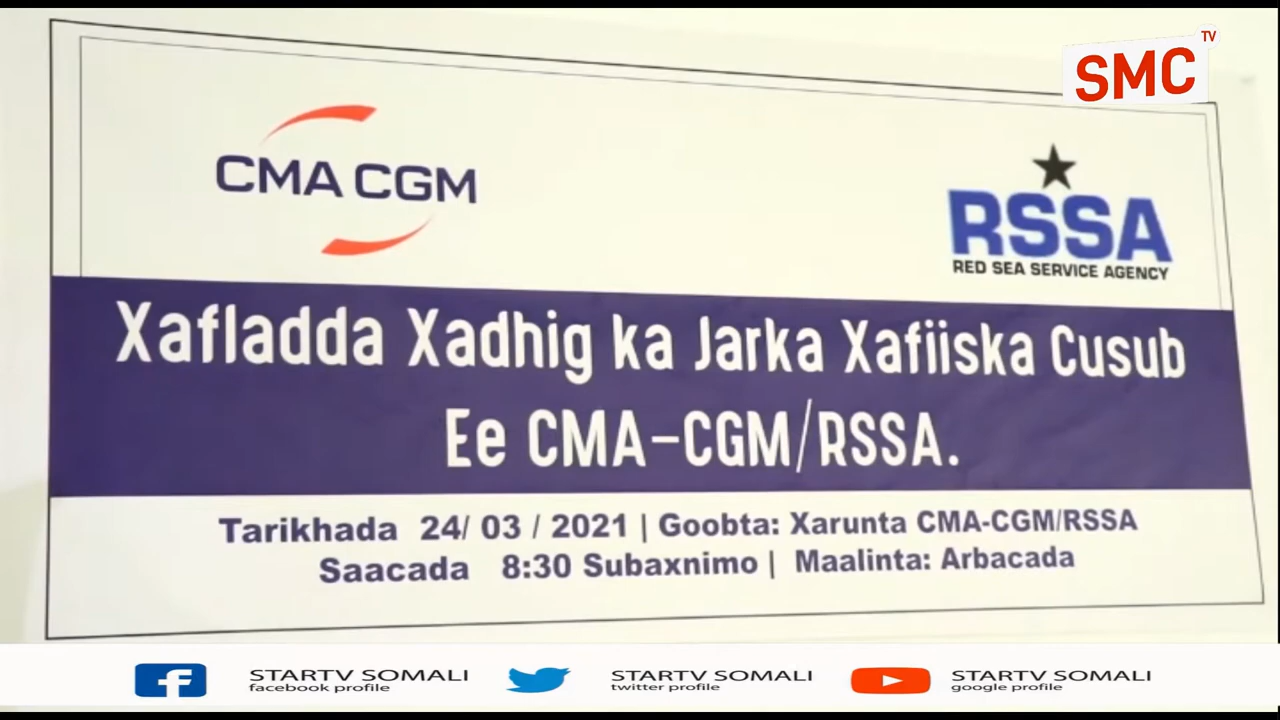 SMC TV
CMA CGM
RSSA
RED SEA SERVICE AGENCY
Xafladda Xadhig ka Jarka Xafiiska Cusub
Ee CMA-CGM/RSSA.
Tarikhada 24/ 03 / 2021 | Goobta: Xarunta CMA-CGM/RSSA
Saacada 8:30 Subaxnimo | Maalinta: Arbacada
STARTV SOMALI
facebook profile
STARTV SOMALI
twitter profile
STARTV SOMALI
google profile